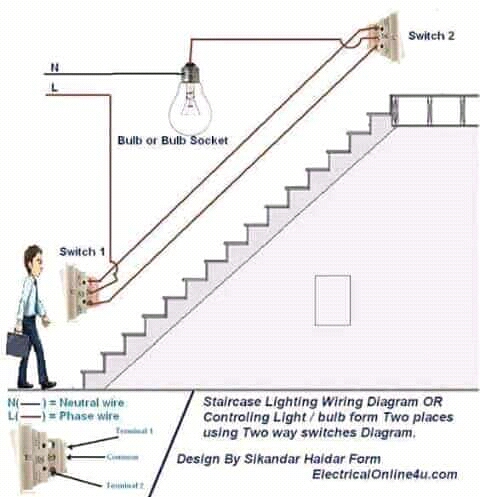 Switch 2
N
L
Bulb or Bulb Socket
Switch 1
N(—) = Neutral wire
L(—) = Phase wire
Terminal 1
Common
Terminal 2
Staircase Lighting Wiring Diagram OR
Controling Light / bulb form Two places
using Two way switches Diagram.
Design By Sikandar Haidar Form
ElectricalOnline4u.com